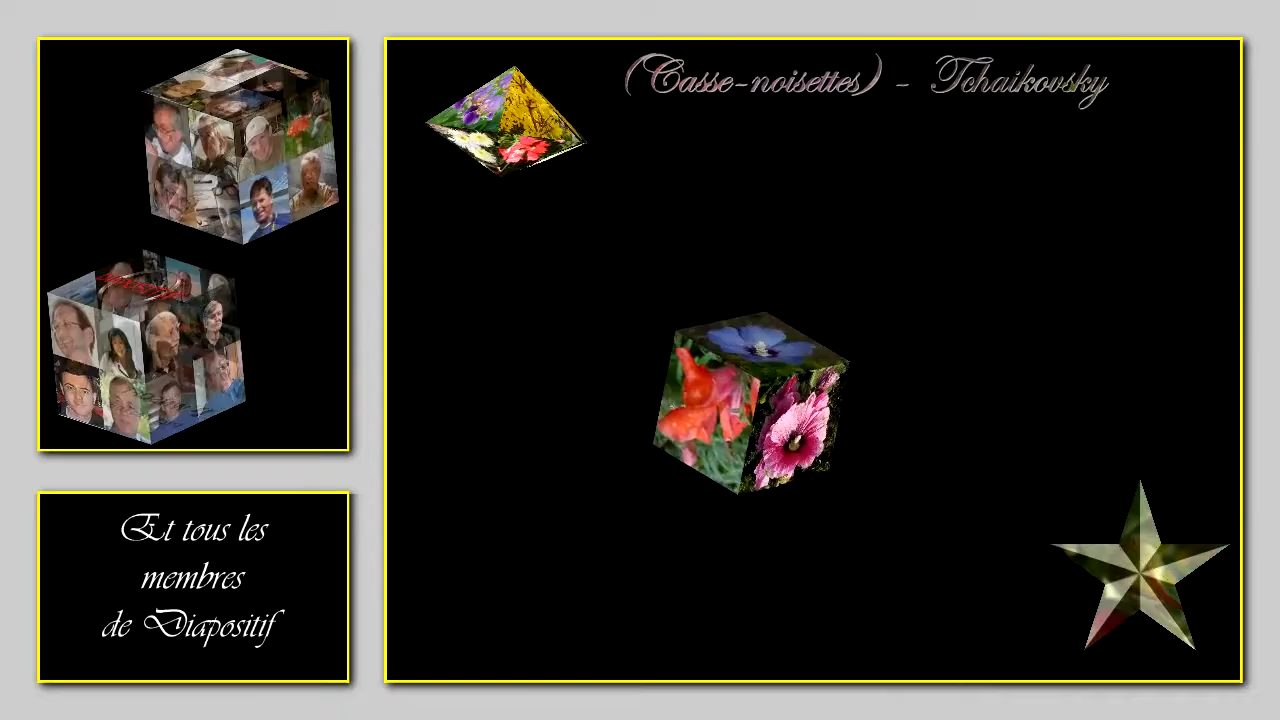 (Casse-noisettes) - Tchaikovsky
Et tous les
membres
de Diapositif